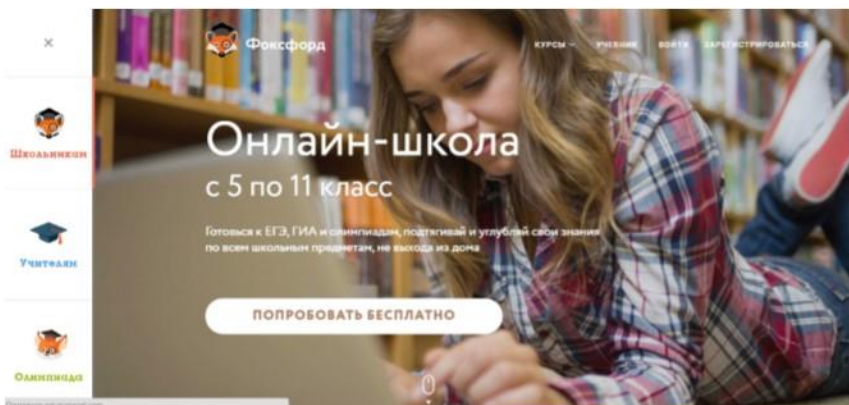 ×
Фоксфорд
КУРСЫ УЧЕБНИК ВОЙТИ ЗАРЕГИСТРИРОВАТЬСЯ
Школьникам
Учителям
Олимпиада
Онлайн-школа
с 5 по 11 класс
Готовься к ЕГЭ, ГИА и олимпиадам, подтягивай и углубляй свои знания
по всем школьным предметам, не выходя из дома
ПОПРОБОВАТЬ БЕСПЛАТНО